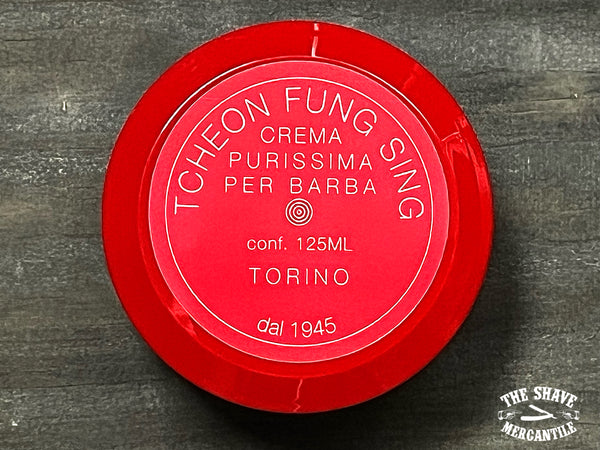 TCHEON FUNG SING
CREMA
PURISSIMA
PER BARBA
conf. 125ML
TORINO
dal 1945
THE SHAVE
MERCANTILE